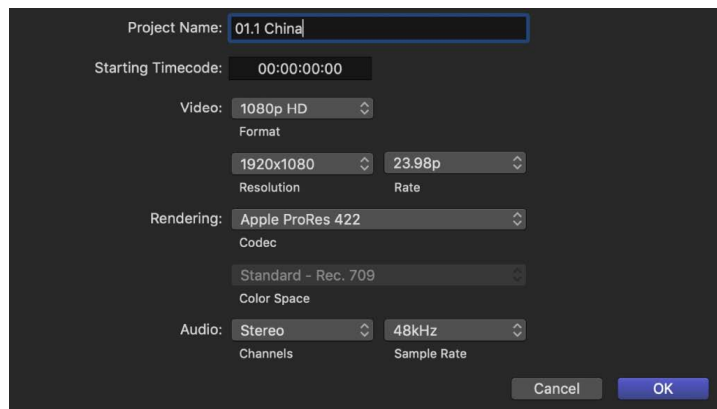 Project Name: 01.1 China
Starting Timecode: 00:00:00:00
Video: 1080p HD
Format
1920x1080 23.98p
Resolution Rate
Rendering: Apple ProRes 422
Codec
Standard - Rec. 709
Color Space
Audio: Stereo 48kHz
Channels Sample Rate
Cancel OK